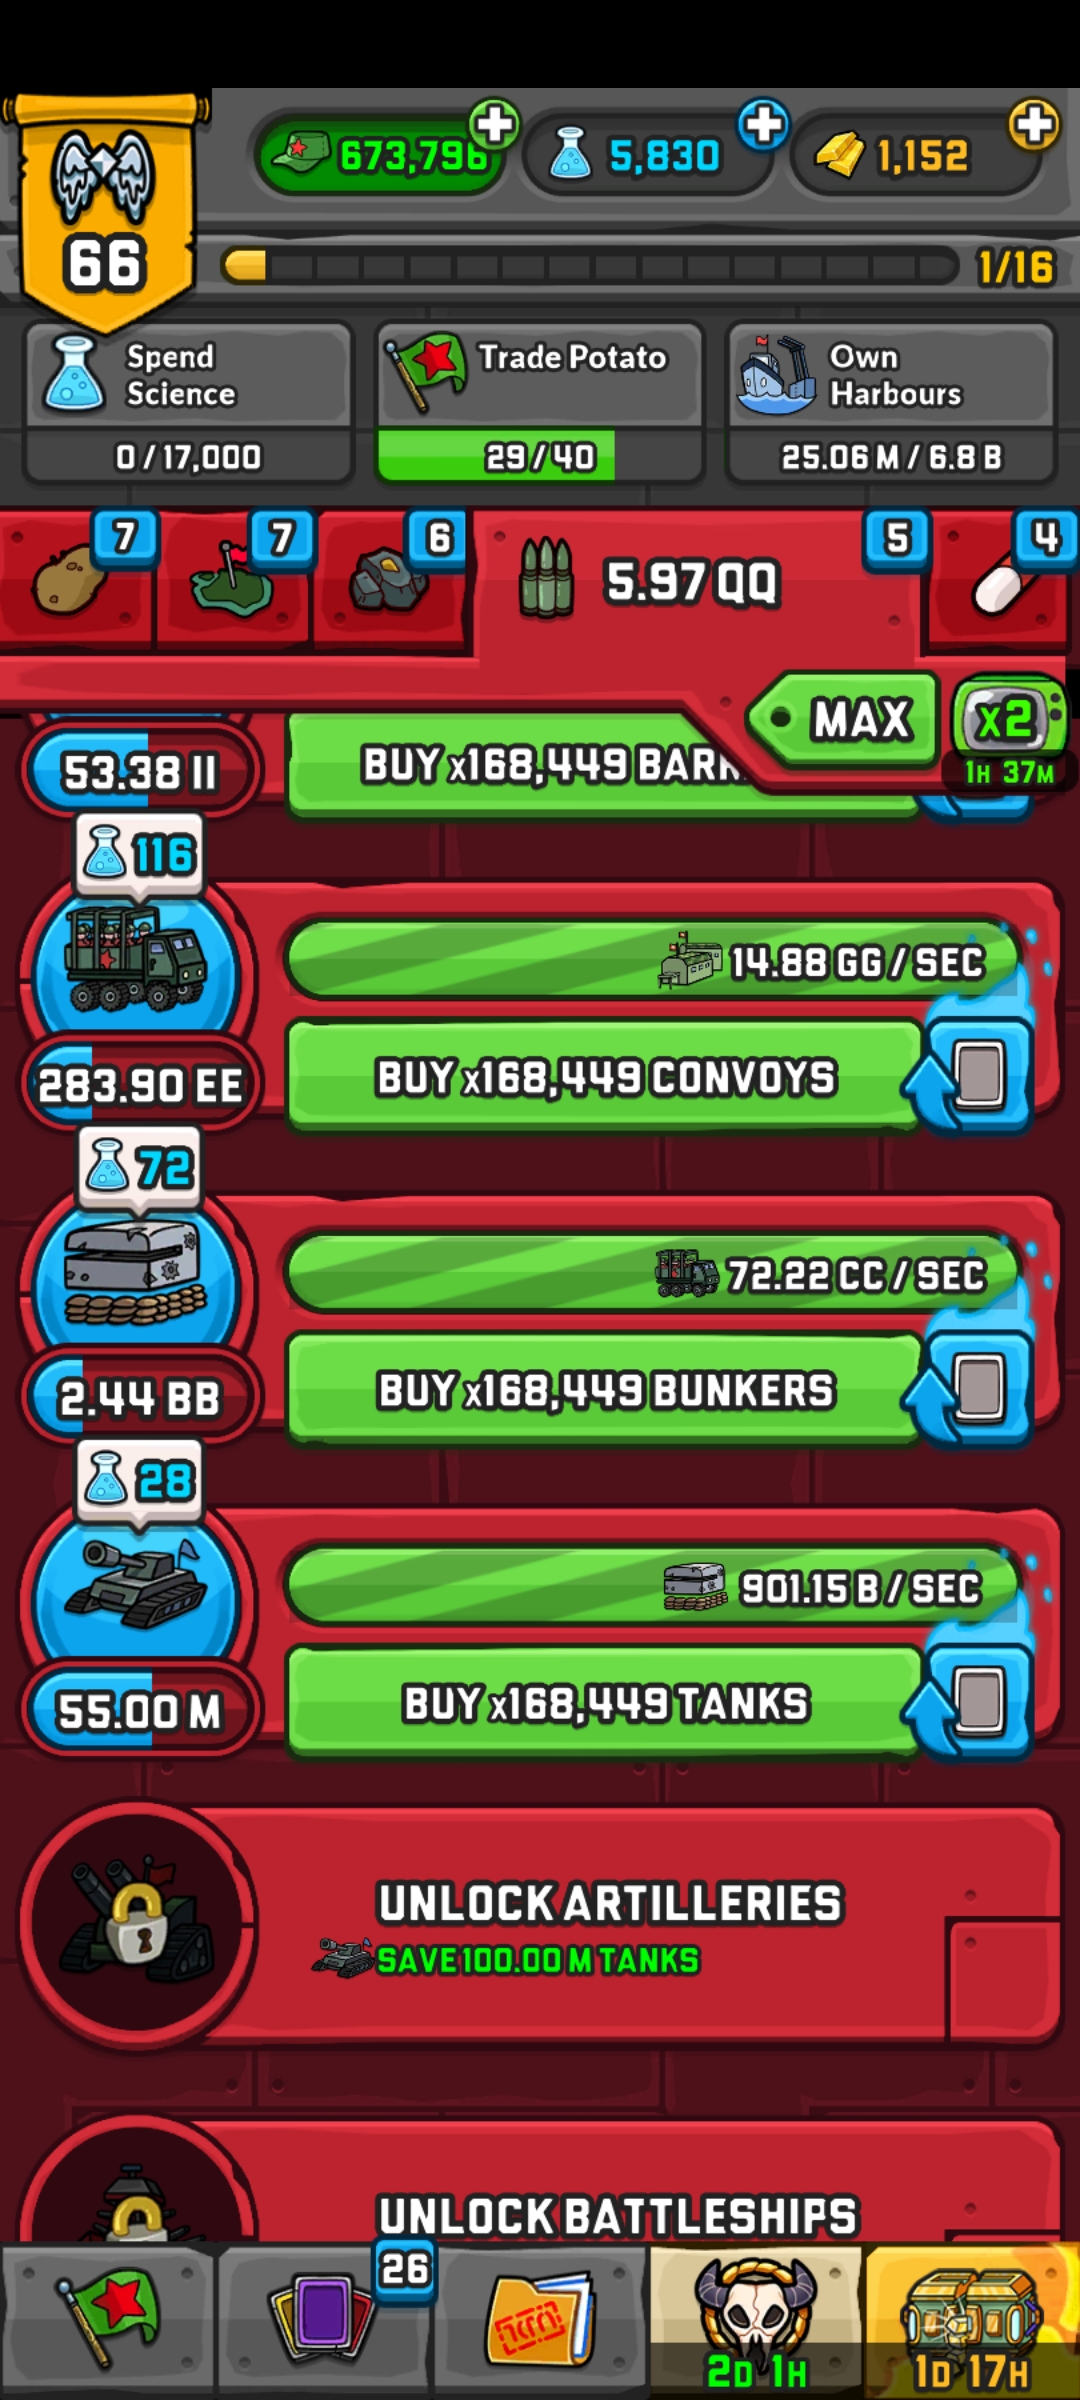 673,796
5,830
1,152
66
1/16
Spend
Science
0/17,000
Trade Potato
29/40
Own
Harbours
25.06 M/6.8 B
7
7
6
5.97 QQ
5
4
MAX
x2
1H 37M
53.38 II
BUY x168,449 BARR
116
14.88 GG/SEC
283.90 EE
BUY x168,449 CONVOYS
72
72.22 CC/SEC
2.44 BB
BUY x168,449 BUNKERS
28
901.15 B/SEC
55.00 M
BUY x168,449 TANKS
UNLOCK ARTILLERIES
SAVE 100.00 M TANKS
UNLOCK BATTLESHIPS
26
2D 1H
1D 17H